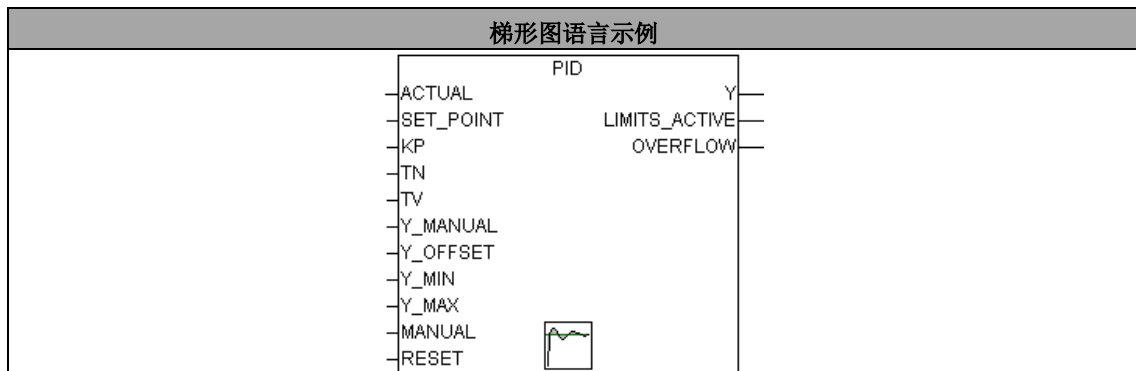 梯形图语言示例
PID
ACTUAL Y
SET_POINT LIMITS_ACTIVE
KP OVERFLOW
TN
TV
Y_MANUAL
Y_OFFSET
Y_MIN
Y_MAX
MANUAL
RESET